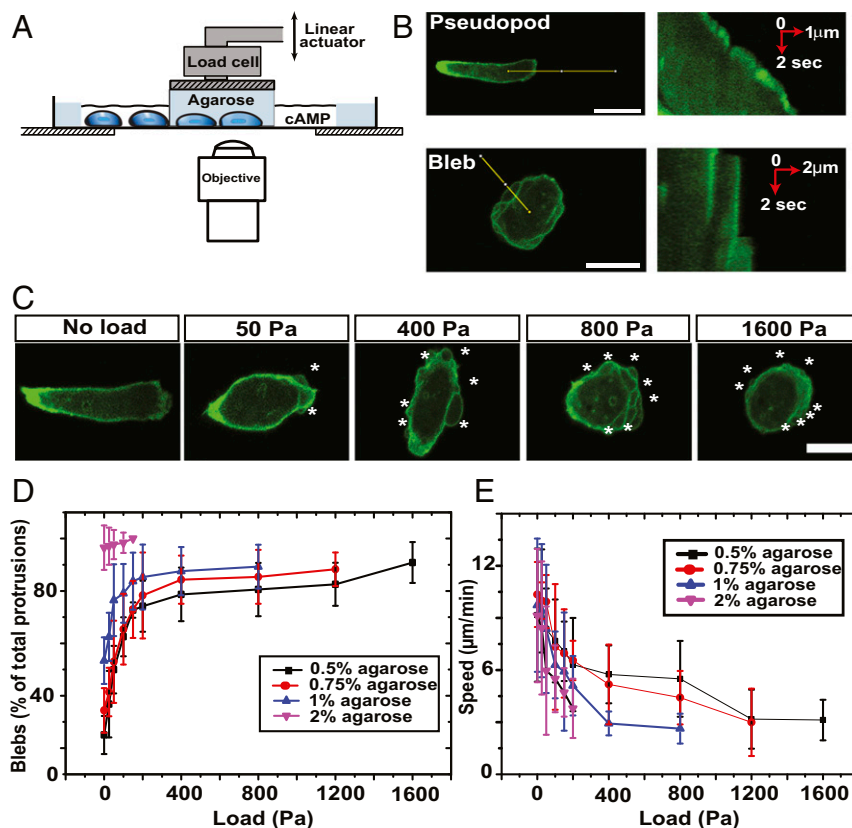 A
Linear
actuator
Load cell
Agarose
cAMP
Objective
B
Pseudopod
0
1µm
2 sec
Bleb
0
2µm
2 sec
C
No load
50 Pa
400 Pa
800 Pa
1600 Pa
* *
* * * * * *
* * * * * * *
* * * * * * *
D
Blebs (% of total protrusions)
80
40
0
0 400 800 1200 1600
Load (Pa)
0.5% agarose
0.75% agarose
1% agarose
2% agarose
E
Speed (µm/min)
12
9
6
3
0
0 400 800 1200 1600
Load (Pa)
0.5% agarose
0.75% agarose
1% agarose
2% agarose